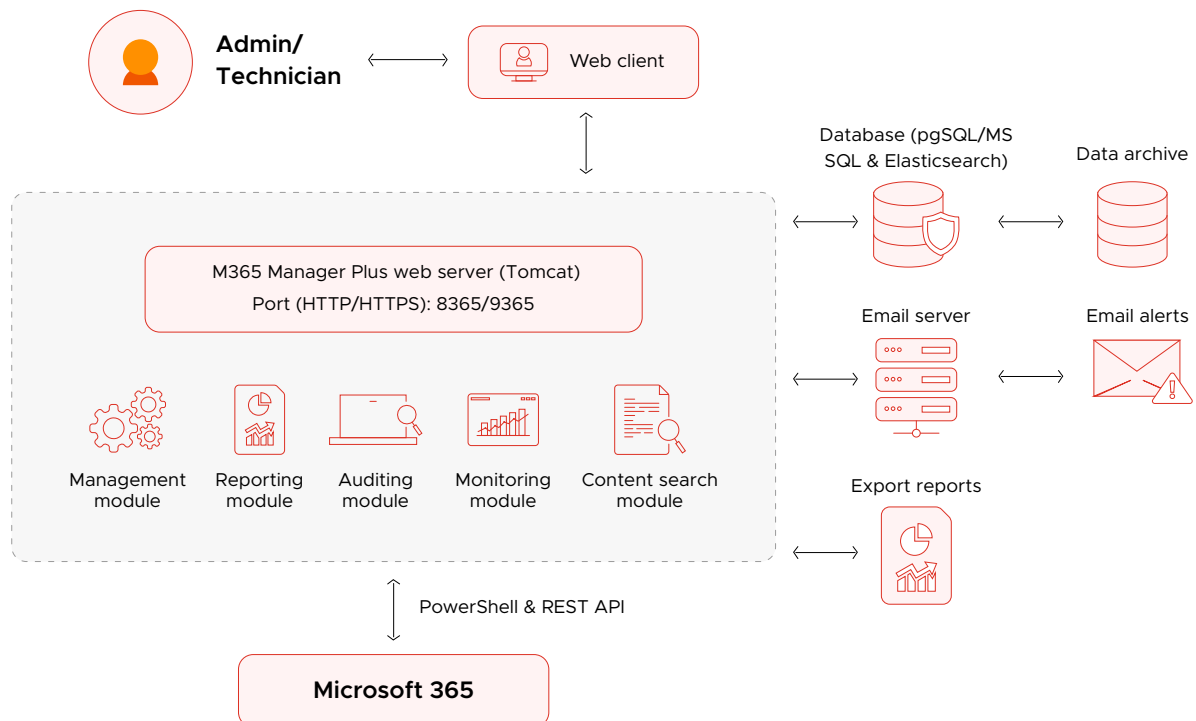 Admin/
Technician
Web client
Database (pgSQL/MS
SQL & Elasticsearch)
Data archive
M365 Manager Plus web server (Tomcat)
Port (HTTP/HTTPS): 8365/9365
Email server
Email alerts
Management
module
Reporting
module
Auditing
module
Monitoring
module
Content search
module
Export reports
PowerShell & REST API
Microsoft 365